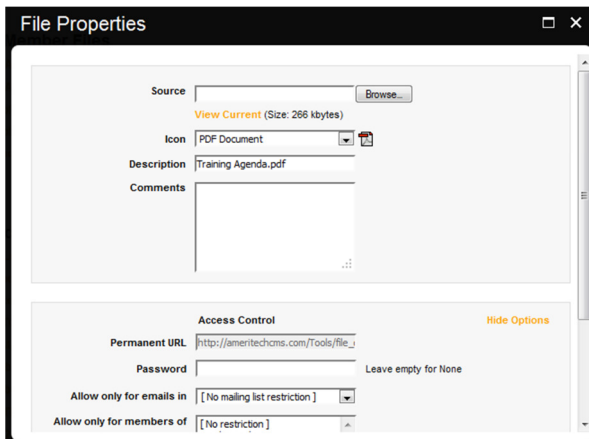 File Properties
Source
Browse...
View Current (Size: 266 kbytes)
Icon PDF Document
Description Training Agenda.pdf
Comments
Access Control Hide Options
Permanent URL http://ameritechcms.com/Tools/file_
Password Leave empty for None
Allow only for emails in [ No mailing list restriction ]
Allow only for members of [ No restriction ]